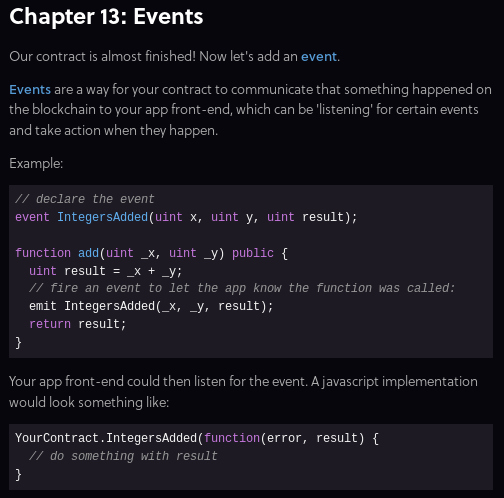 Chapter 13: Events
Our contract is almost finished! Now let's add an event.
Events are a way for your contract to communicate that something happened on
the blockchain to your app front-end, which can be 'listening' for certain events
and take action when they happen.
Example:
// declare the event
event IntegersAdded(uint x, uint y, uint result);
function add(uint _x, uint _y) public {
  uint result = _x + _y;
  // fire an event to let the app know the function was called:
  emit IntegersAdded(_x, _y, result);
  return result;
}
Your app front-end could then listen for the event. A javascript implementation
would look something like:
YourContract.IntegersAdded(function(error, result) {
  // do something with result
}